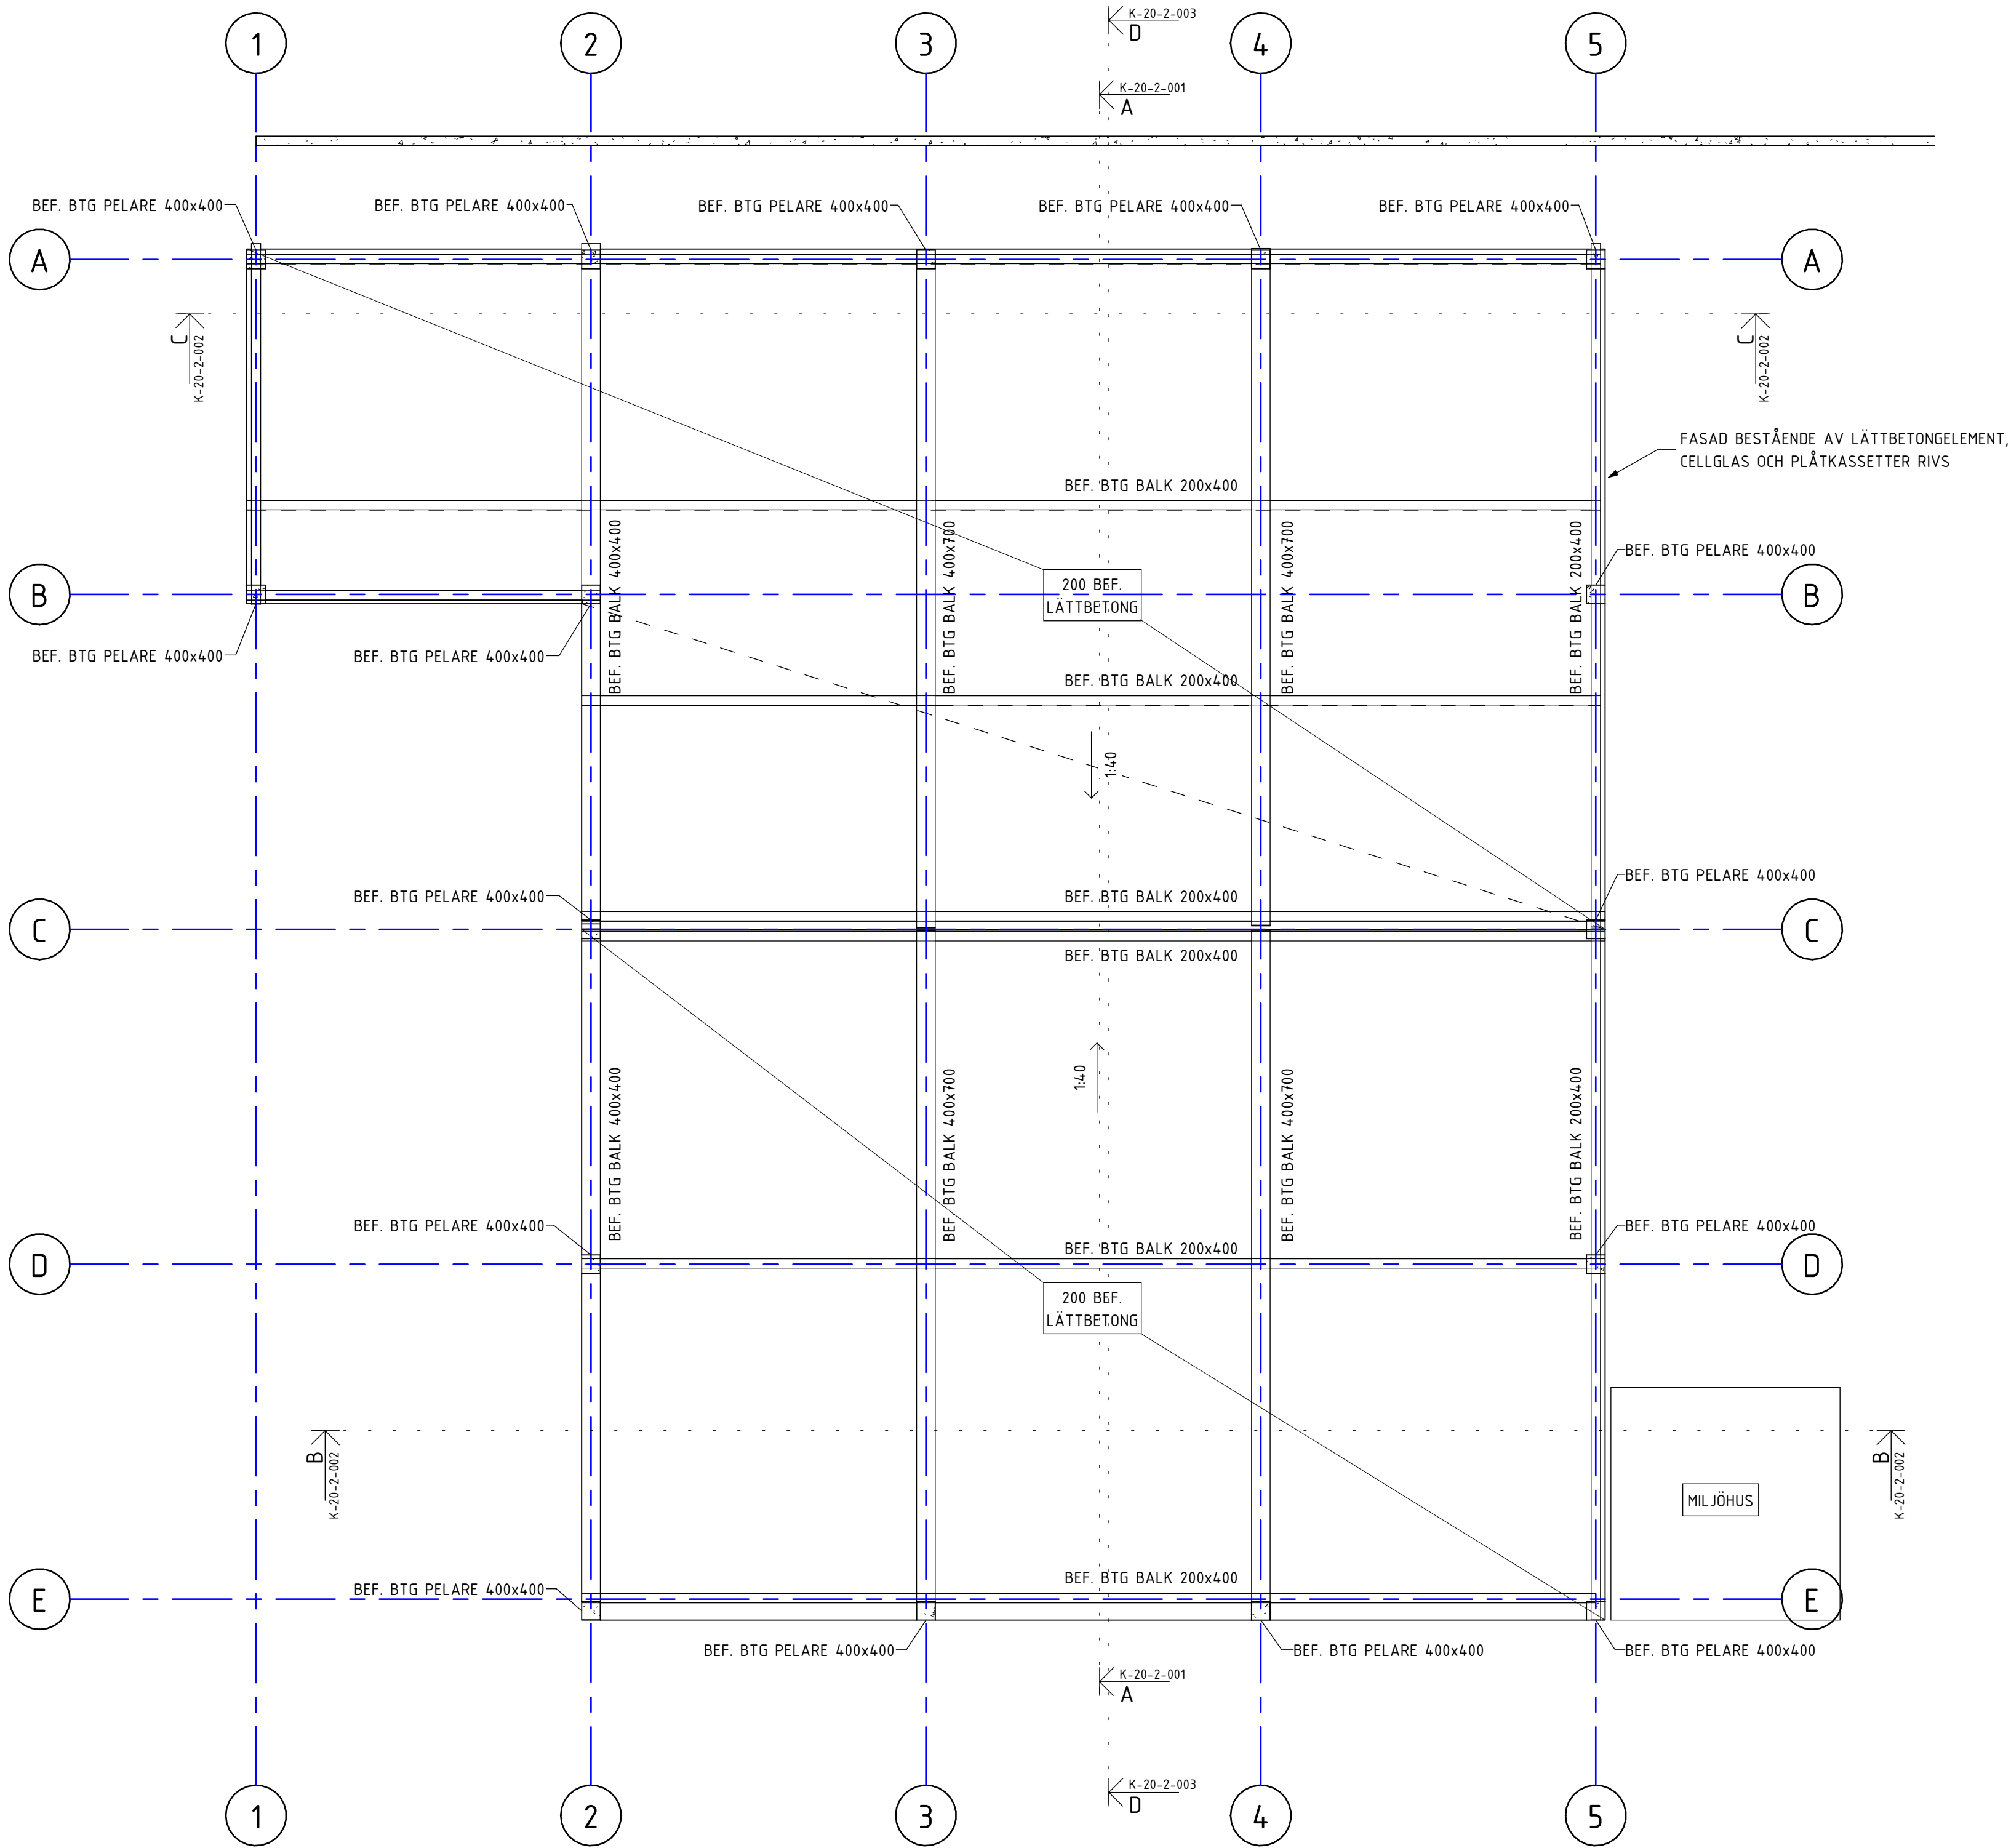 K-20-2-003
D
1
2
3
4
5
K-20-2-001
A
BEF. BTG PELARE 400x400
BEF. BTG PELARE 400x400
BEF. BTG PELARE 400x400
BEF. BTG PELARE 400x400
BEF. BTG PELARE 400x400
A
A
C
K-20-2-002
C
K-20-2-002
FASAD BESTÅENDE AV LÄTTBETONGELEMENT,
CELLGLAS OCH PLÅTKASSETTER RIVS
BEF. BTG BALK 200x400
BEF. BTG BALK 400x400
BEF. BTG BALK 400x700
BEF. BTG BALK 400x700
BEF. BTG BALK 200x400
BEF. BTG PELARE 400x400
200 BEF.
LÄTTBETONG
B
B
BEF. BTG PELARE 400x400
BEF. BTG PELARE 400x400
BEF. BTG BALK 200x400
1:40
BEF. BTG PELARE 400x400
BEF. BTG BALK 200x400
BEF. BTG PELARE 400x400
C
C
BEF. BTG BALK 200x400
1:40
BEF. BTG BALK 400x400
BEF. BTG BALK 400x700
BEF. BTG BALK 400x700
BEF. BTG BALK 200x400
BEF. BTG PELARE 400x400
BEF. BTG PELARE 400x400
BEF. BTG BALK 200x400
D
D
200 BEF.
LÄTTBETONG
B
K-20-2-002
B
K-20-2-002
MILJÖHUS
BEF. BTG BALK 200x400
BEF. BTG PELARE 400x400
E
E
BEF. BTG PELARE 400x400
BEF. BTG PELARE 400x400
BEF. BTG PELARE 400x400
K-20-2-001
A
K-20-2-003
D
1
2
3
4
5